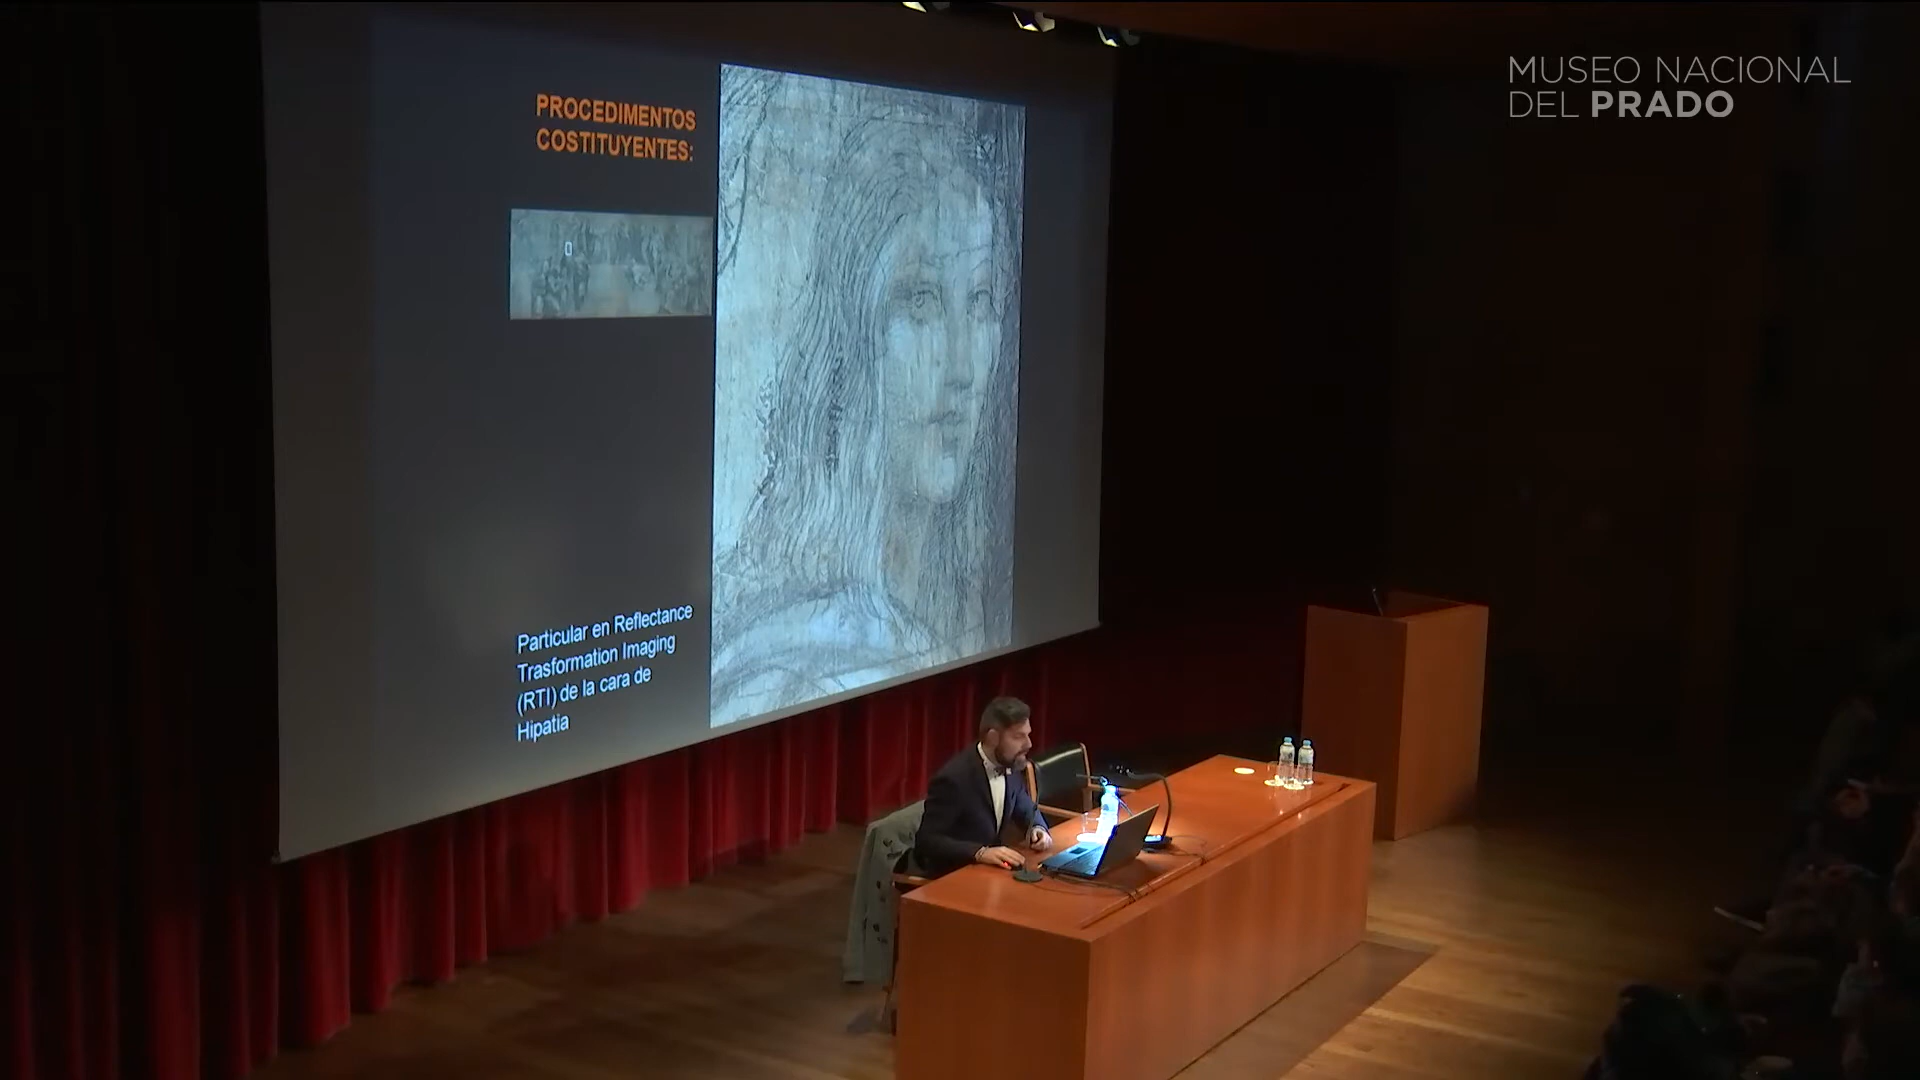 MUSEO NACIONAL
DEL PRADO
PROCEDIMENTOS
COSTITUYENTES:
Particular en Reflectance
Trasformation Imaging
(RTI) de la cara de
Hipatia